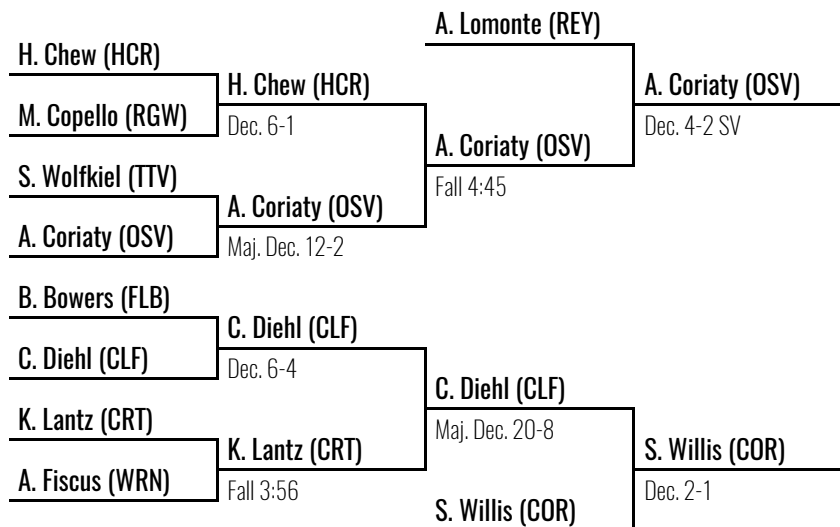 H. Chew (HCR)
M. Copello (RGW)
S. Wolfkiel (TTV)
A. Coriaty (OSV)
B. Bowers (FLB)
C. Diehl (CLF)
K. Lantz (CRT)
A. Fiscus (WRN)
H. Chew (HCR)
Dec. 6-1
A. Coriaty (OSV)
Maj. Dec. 12-2
C. Diehl (CLF)
Dec. 6-4
K. Lantz (CRT)
Fall 3:56
A. Lomonte (REY)
A. Coriaty (OSV)
Fall 4:45
C. Diehl (CLF)
Maj. Dec. 20-8
S. Willis (COR)
A. Coriaty (OSV)
Dec. 4-2 SV
S. Willis (COR)
Dec. 2-1